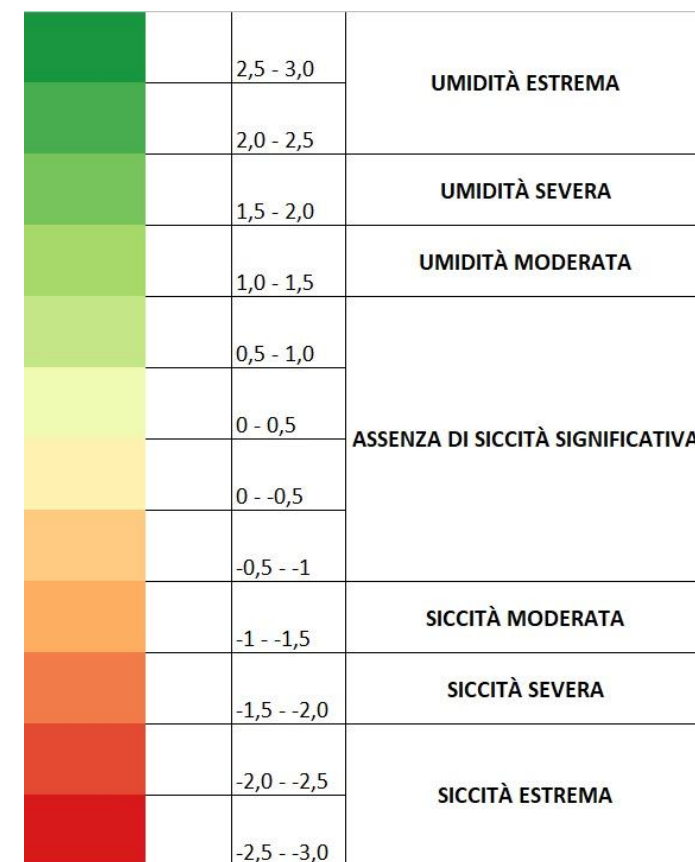 2,5 - 3,0
UMIDITÀ ESTREMA
2,0 - 2,5
UMIDITÀ SEVERA
1,5 - 2,0
UMIDITÀ MODERATA
1,0 - 1,5
0,5 - 1,0
0 - 0,5
ASSENZA DI SICCITÀ SIGNIFICATIVA
0 - -0,5
-0,5 - -1
SICCITÀ MODERATA
-1 - -1,5
SICCITÀ SEVERA
-1,5 - -2,0
-2,0 - -2,5
SICCITÀ ESTREMA
-2,5 - -3,0